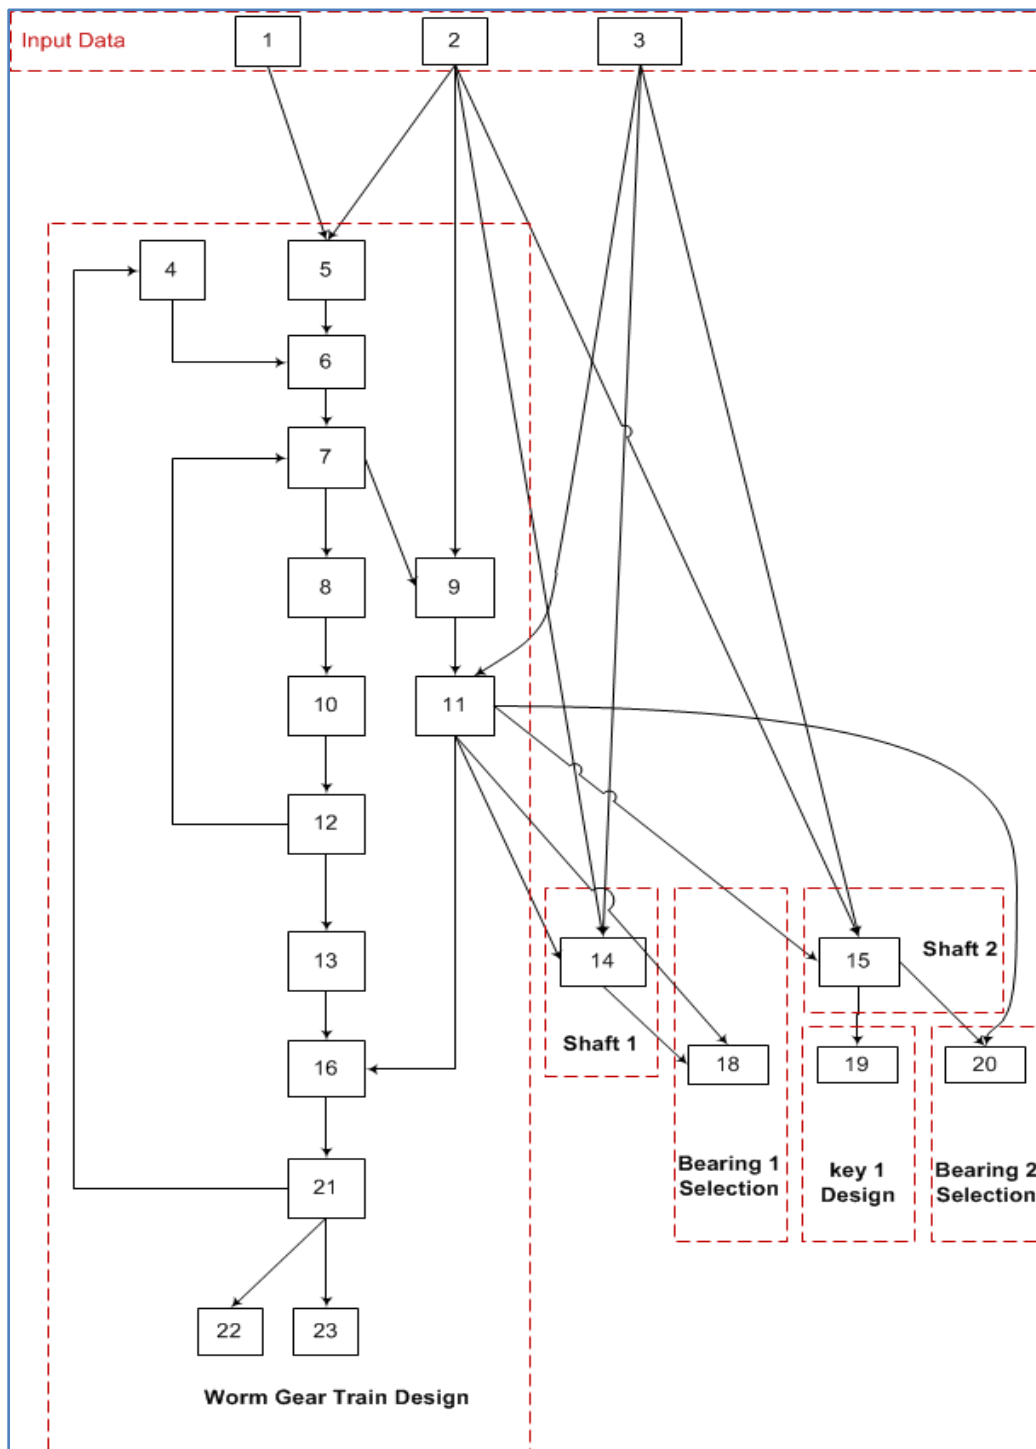 Input Data
1
2
3
4
5
6
7
8
9
10
11
12
13
14
15
Shaft 2
16
Shaft 1
18
19
20
Bearing 1
Selection
key 1
Design
Bearing 2
Selection
21
22
23
Worm Gear Train Design